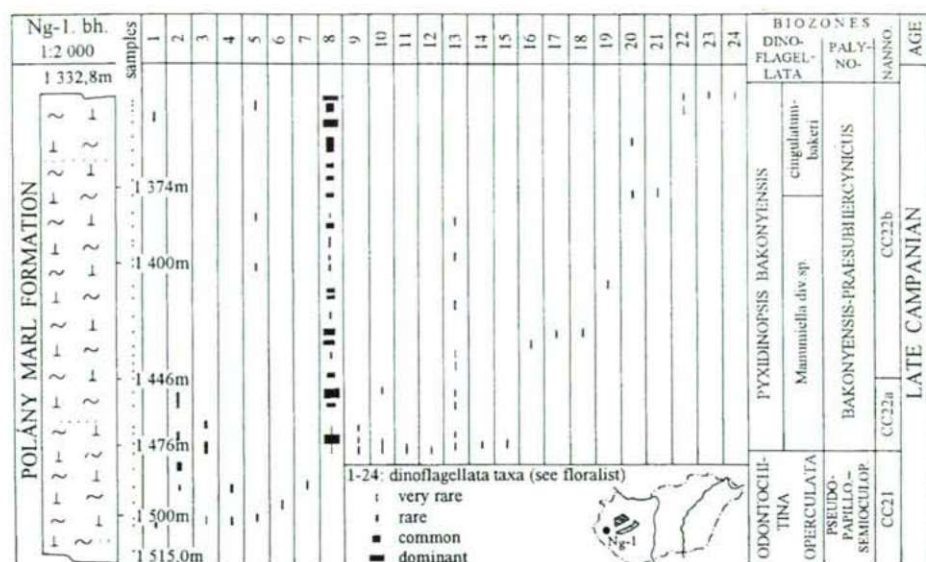 Ng-1. bh.
1:2 000
1 332,8m
samples
1 2 3 4 5 6 7 8 9 10 11 12 13 14 15 16 17 18 19 20 21 22 23 24
BIOZONES
DINO-
FLAGEL-
LATA
PALY-
NO-
NANNO.
AGE
POLÁNY MARL FORMATION
1 374m
1 400m
1 446m
1 476m
1 500m
1 515,0m
PYXIDINOPSIS BAKONYENSIS
cingulatum-
bakeri
div.sp.
BAKONYENSIS-PRAESUBHERCYNICUS
CC22b
CC22a
LATE CAMPANIAN
ODONTOCHI-
TINA
OPERCULATA
PSEUDO-
PAPILLO.–
SEMIOCULOP.
CC21
1-24: dinoflagellata taxa (see floralist)
very rare
rare
common
dominant
Ng-1